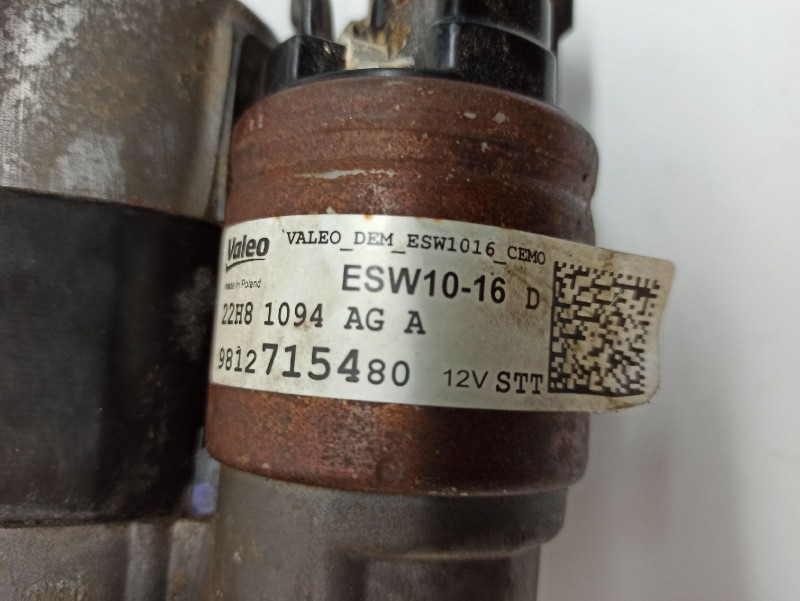 Valeo VALEO_DEM_ESW1016_CEMO
made in Poland ESW10-16 D
22H8 1094 AG A
9812715480 12V STT